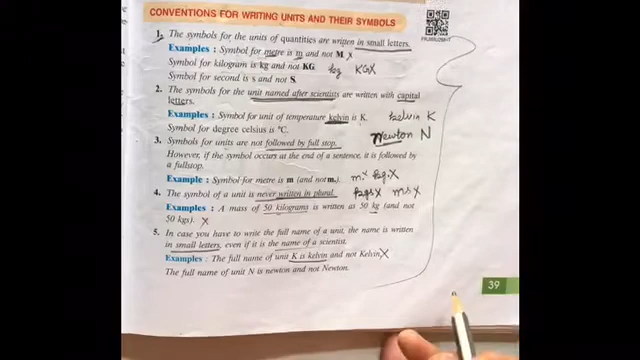 CONVENTIONS FOR WRITING UNITS AND THEIR SYMBOLS
1. The symbols for the units of quantities are written in small letters.
Examples : Symbol for metre is m and not M. X
Symbol for kilogram is kg and not KG. kg KGX
Symbol for second is s and not S.
2. The symbols for the unit named after scientists are written with capital
letters.
Examples : Symbol for unit of temperature kelvin is K. kelvin K
Symbol for degree celsius is °C. newton N
3. Symbols for units are not followed by full stop.
However, if the symbol occurs at the end of a sentence, it is followed by
a fullstop.
Example : Symbol for metre is m (and not m.) m.X kg.X
4. The symbol of a unit is never written in plural. kgs X ms X
Examples : A mass of 50 kilograms is written as 50 kg (and not
50 kgs). X
5. In case you have to write the full name of a unit, the name is written
in small letters, even if it is the name of a scientist.
Examples : The full name of unit K is kelvin and not Kelvin. X
The full name of unit N is newton and not Newton.
39